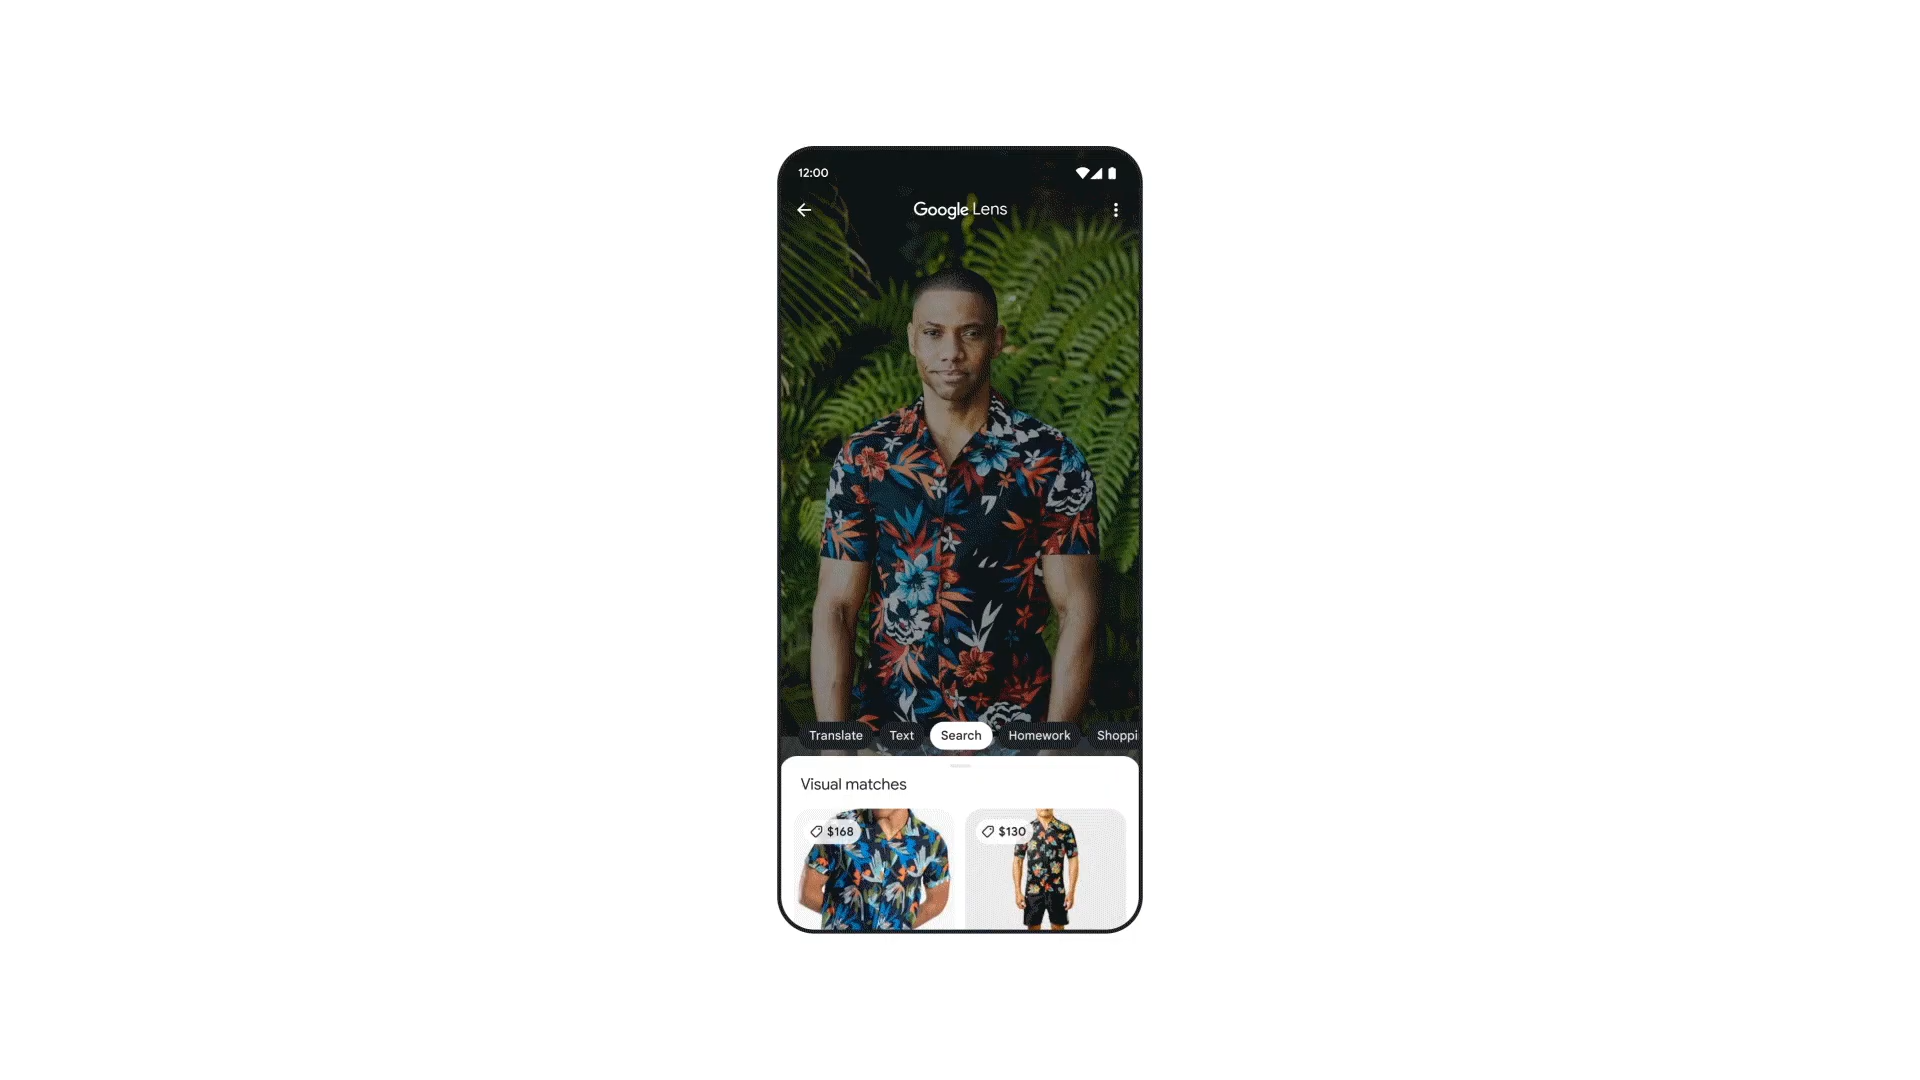 12:00
Google Lens
Translate Text Search Homework Shoppi
Visual matches
$168 $130